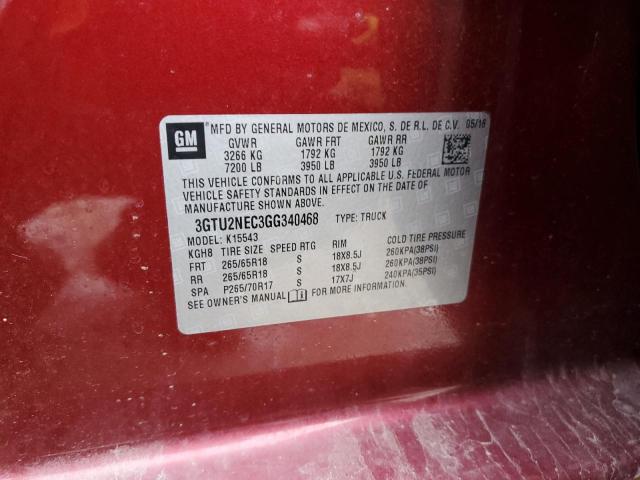 GM MFD BY GENERAL MOTORS DE MEXICO, S. DE R.L. DE C.V. 05/16
GVWR GAWR FRT GAWR RR
3266 KG 1792 KG 1792 KG
7200 LB 3950 LB 3950 LB
THIS VEHICLE CONFORMS TO ALL APPLICABLE U.S. FEDERAL MOTOR
VEHICLE SAFETY STANDARDS IN EFFECT ON THE DATE OF
MANUFACTURE SHOWN ABOVE.
3GTU2NEC3GG340468 TYPE: TRUCK
MODEL: K15543
KGH8 TIRE SIZE SPEED RTG RIM COLD TIRE PRESSURE
FRT 265/65R18 S 18X8.5J 260KPA(38PSI)
RR 265/65R18 S 18X8.5J 260KPA(38PSI)
SPA P265/70R17 S 17X7J 240KPA(35PSI)
SEE OWNER'S MANUAL FOR MORE INFORMATION.